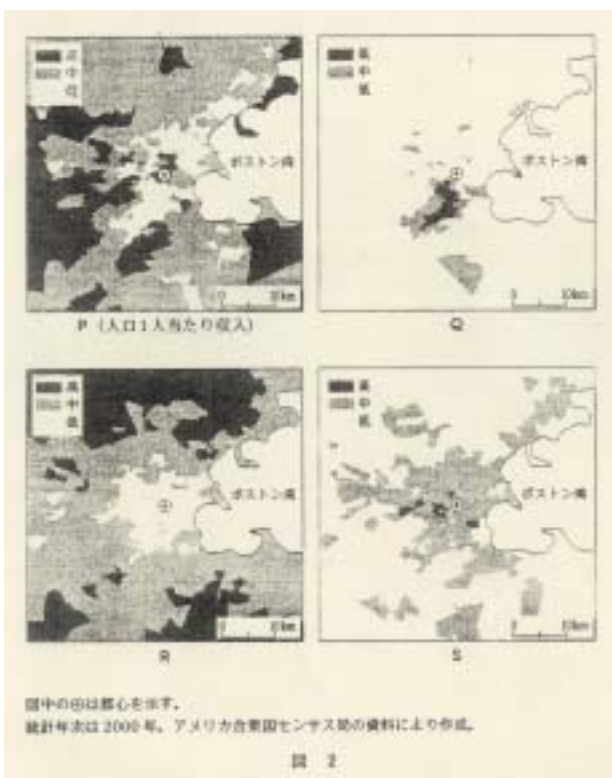 高
中
低
ボストン湾
0 10km
P (人口1人当たり収入)
高
中
低
ボストン湾
0 10km
Q
高
中
低
ボストン湾
0 10km
R
高
中
低
ボストン湾
0 10km
S
図中の⊕は都心を示す。
統計年次は2000年。アメリカ合衆国センサス局の資料により作成。
図 2